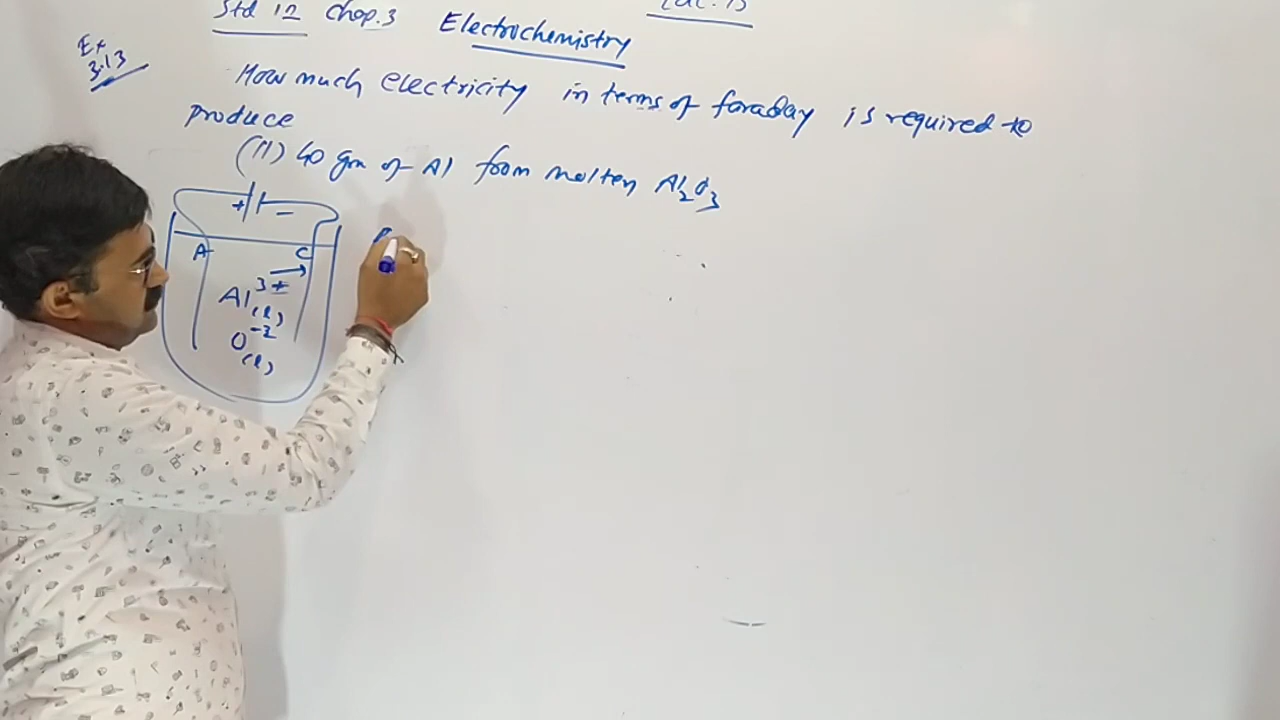 Std 12 Chap.3
Electrochemistry
Ex 3.13
How much electricity in terms of faraday is required to
produce
(ii) 40 gm of Al from molten Al2O3
+ −
A C
Al3+(l)
O−2(l)